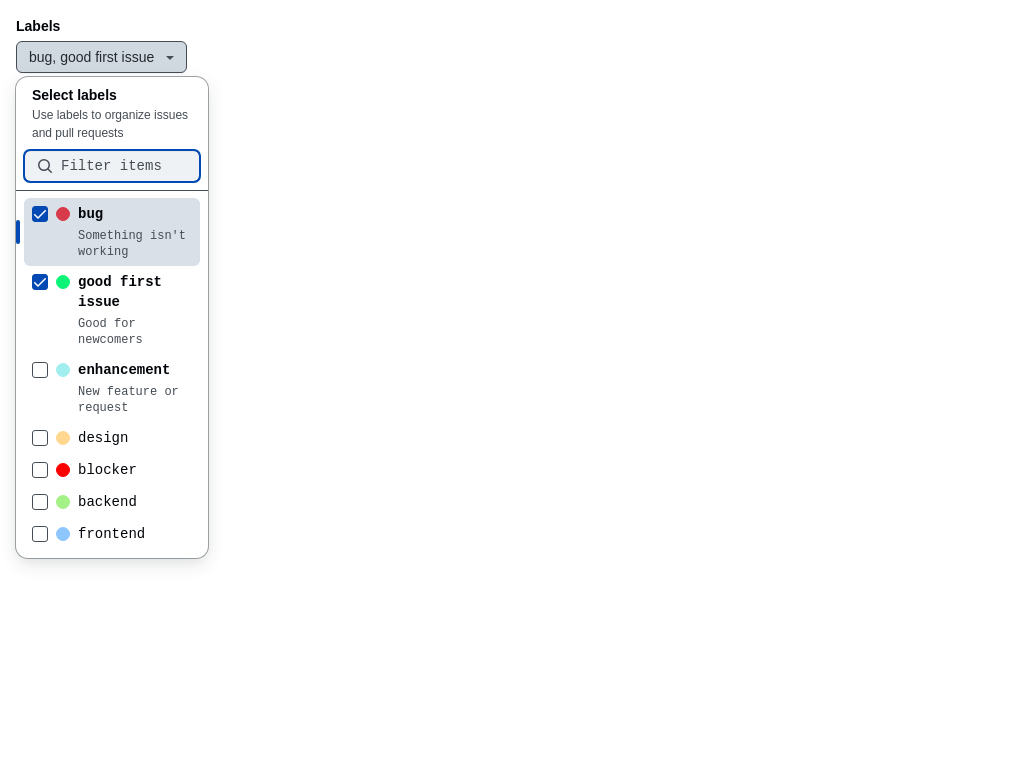 Labels
bug, good first issue
Select labels
Use labels to organize issues
and pull requests
Filter items
bug
Something isn't
working
good first
issue
Good for
newcomers
enhancement
New feature or
request
design
blocker
backend
frontend